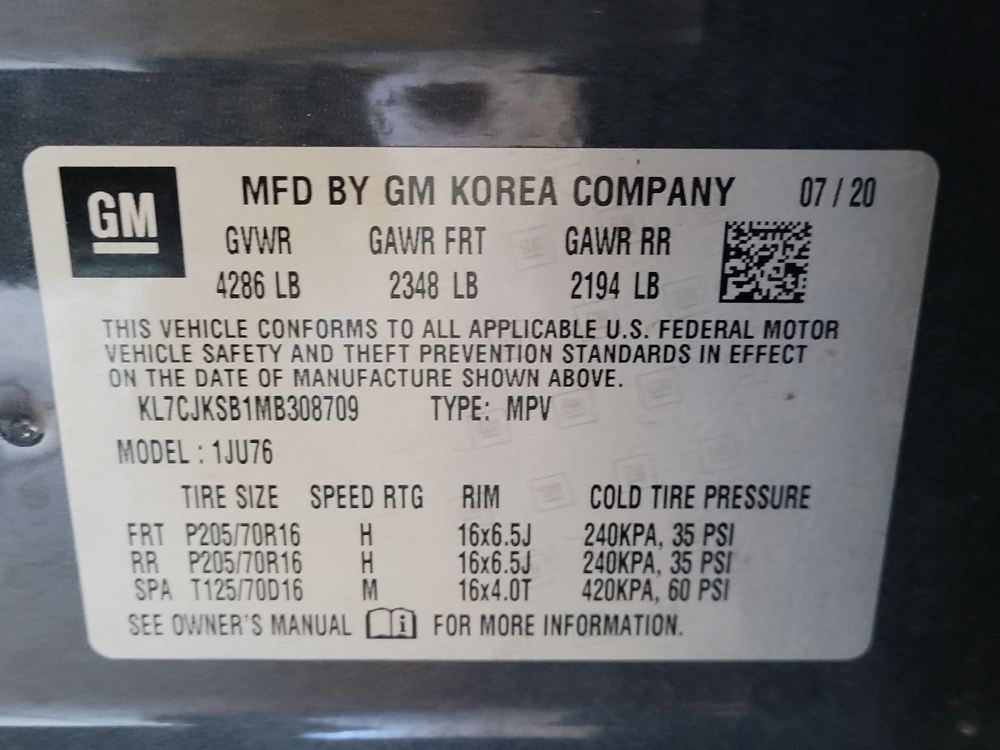 GM
MFD BY GM KOREA COMPANY 07 / 20
GVWR GAWR FRT GAWR RR
4286 LB 2348 LB 2194 LB
THIS VEHICLE CONFORMS TO ALL APPLICABLE U.S. FEDERAL MOTOR
VEHICLE SAFETY AND THEFT PREVENTION STANDARDS IN EFFECT
ON THE DATE OF MANUFACTURE SHOWN ABOVE.
KL7CJKSB1MB308709 TYPE: MPV
MODEL : 1JU76
TIRE SIZE SPEED RTG RIM COLD TIRE PRESSURE
FRT P205/70R16 H 16x6.5J 240KPA, 35 PSI
RR P205/70R16 H 16x6.5J 240KPA, 35 PSI
SPA T125/70D16 M 16x4.0T 420KPA, 60 PSI
SEE OWNER'S MANUAL i FOR MORE INFORMATION.